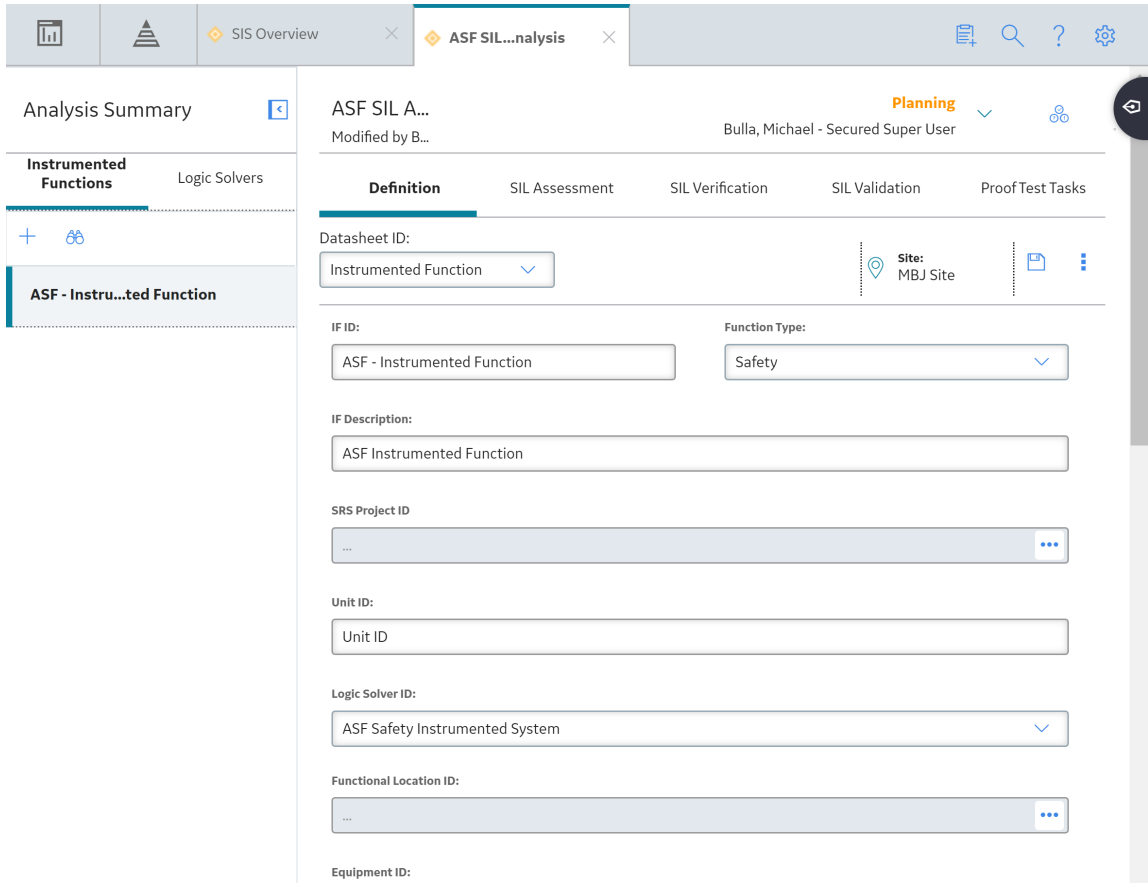 SIS Overview
ASF SIL...nalysis
?
Analysis Summary
Instrumented
Functions
Logic Solvers
ASF - Instru...ted Function
ASF SIL A...
Modified by B...
Planning
Bulla, Michael - Secured Super User
Definition
SIL Assessment
SIL Verification
SIL Validation
Proof Test Tasks
Datasheet ID:
Instrumented Function
Site:
MBJ Site
IF ID:
ASF - Instrumented Function
Function Type:
Safety
IF Description:
ASF Instrumented Function
SRS Project ID
...
Unit ID:
Unit ID
Logic Solver ID:
ASF Safety Instrumented System
Functional Location ID:
...
Equipment ID: